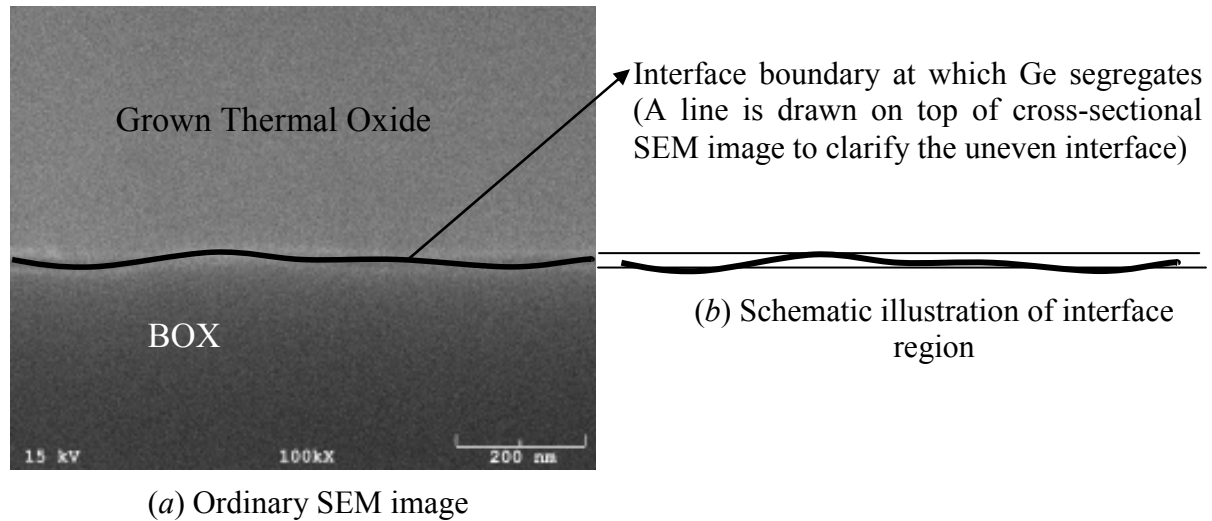 Grown Thermal Oxide
BOX
15 kV 100kX 200 nm
(a) Ordinary SEM image
Interface boundary at which Ge segregates
(A line is drawn on top of cross-sectional
SEM image to clarify the uneven interface)
(b) Schematic illustration of interface
region